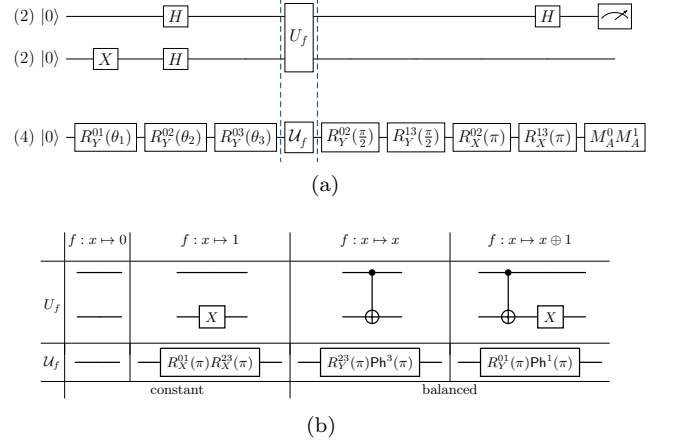 (2) |0⟩ H U_f H
(2) |0⟩ X H
(4) |0⟩ R_Y^{01}(θ_1) R_Y^{02}(θ_2) R_Y^{03}(θ_3) 𝒰_f R_Y^{02}(π/2) R_Y^{13}(π/2) R_X^{02}(π) R_X^{13}(π) M_A^0 M_A^1
(a)
f : x ↦ 0 f : x ↦ 1 f : x ↦ x f : x ↦ x ⊕ 1
U_f X X
𝒰_f R_X^{01}(π)R_X^{23}(π) R_Y^{23}(π)Ph^3(π) R_Y^{01}(π)Ph^1(π)
constant balanced
(b)